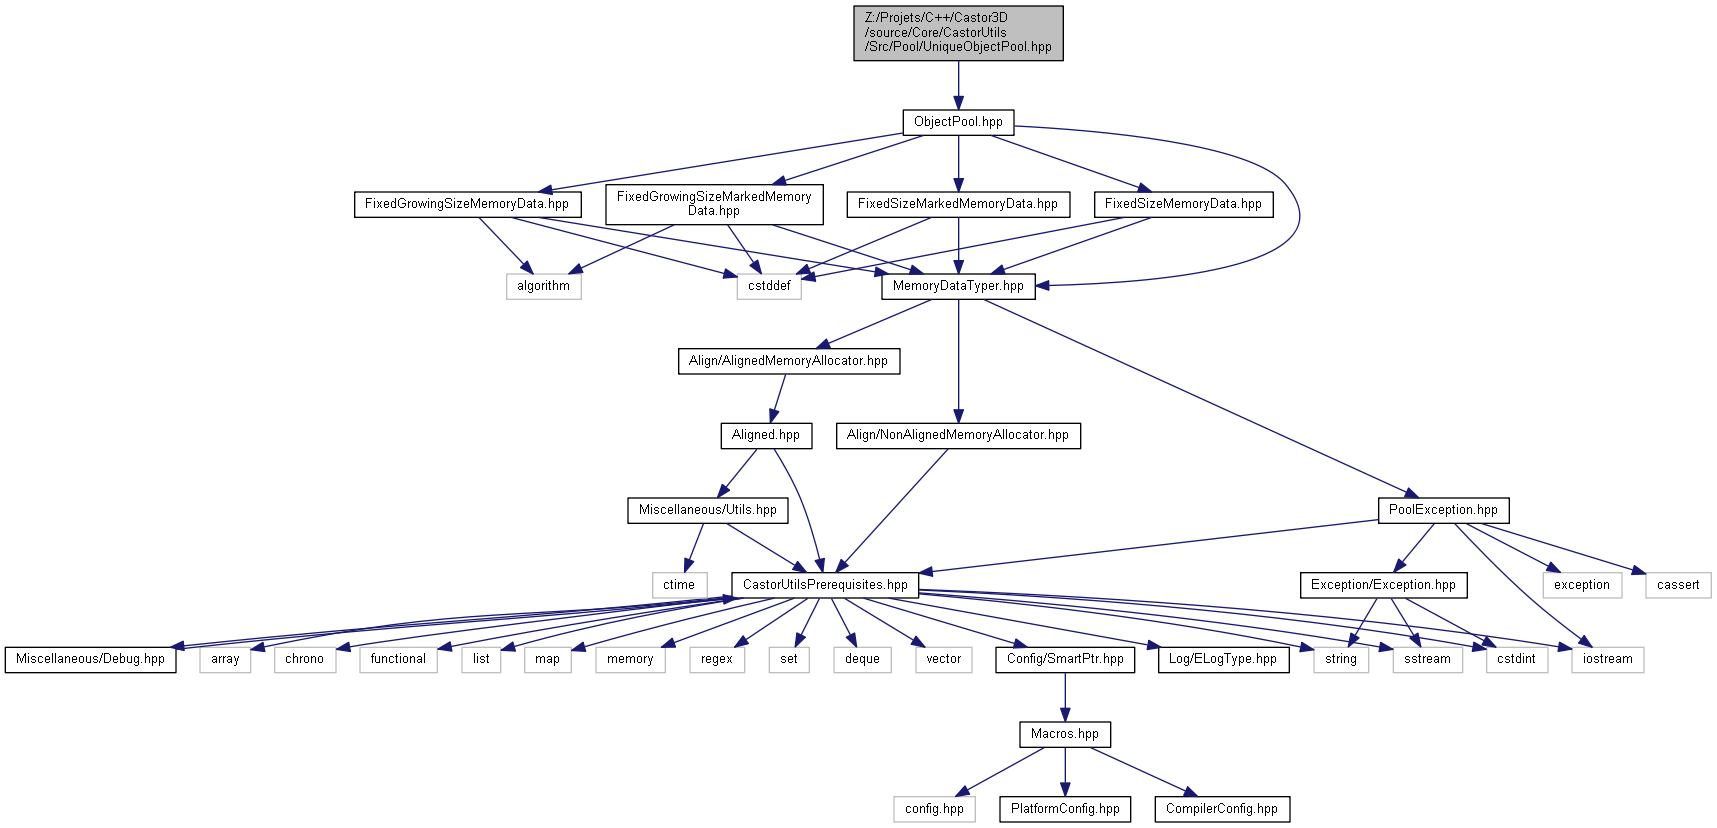 Z:/Projets/C++/Castor3D
/source/Core/CastorUtils
/Src/Pool/UniqueObjectPool.hpp
ObjectPool.hpp
FixedGrowingSizeMemoryData.hpp
FixedGrowingSizeMarkedMemory
Data.hpp
FixedSizeMarkedMemoryData.hpp
FixedSizeMemoryData.hpp
algorithm
cstddef
MemoryDataTyper.hpp
Align/AlignedMemoryAllocator.hpp
Aligned.hpp
Align/NonAlignedMemoryAllocator.hpp
Miscellaneous/Utils.hpp
PoolException.hpp
ctime
CastorUtilsPrerequisites.hpp
Exception/Exception.hpp
exception
cassert
Miscellaneous/Debug.hpp
array
chrono
functional
list
map
memory
regex
set
deque
vector
Config/SmartPtr.hpp
Log/ELogType.hpp
string
sstream
cstdint
iostream
Macros.hpp
config.hpp
PlatformConfig.hpp
CompilerConfig.hpp